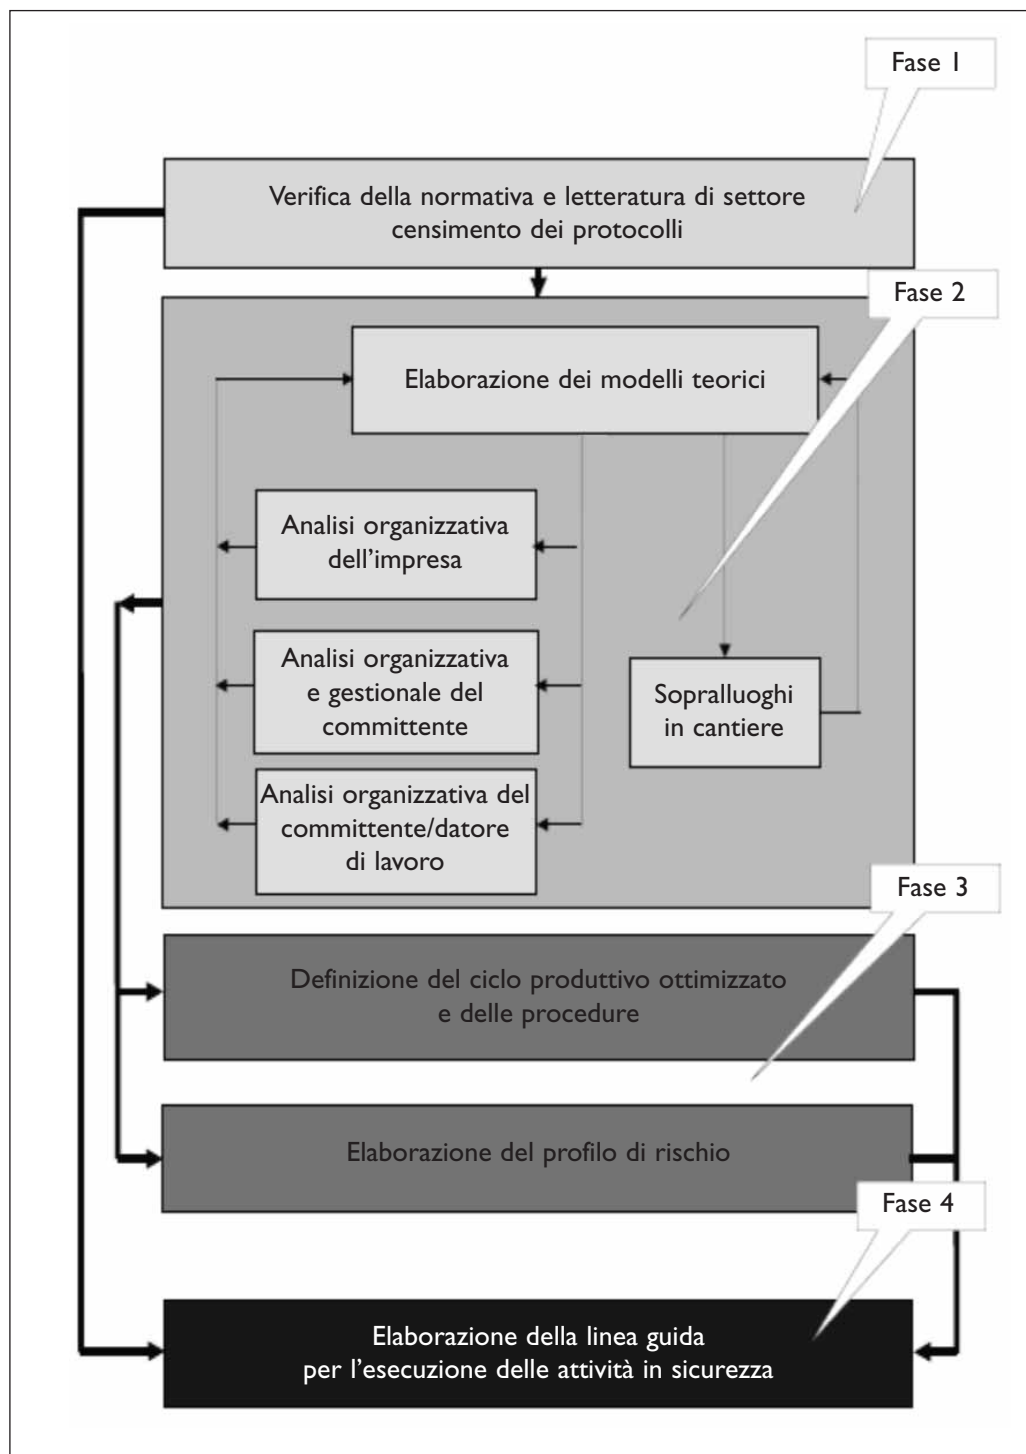 Fase 1
Verifica della normativa e letteratura di settore
censimento dei protocolli
Fase 2
Elaborazione dei modelli teorici
Analisi organizzativa
dell’impresa
Analisi organizzativa
e gestionale del
committente
Sopralluoghi
in cantiere
Analisi organizzativa del
committente/datore
di lavoro
Fase 3
Definizione del ciclo produttivo ottimizzato
e delle procedure
Elaborazione del profilo di rischio
Fase 4
Elaborazione della linea guida
per l’esecuzione delle attività in sicurezza